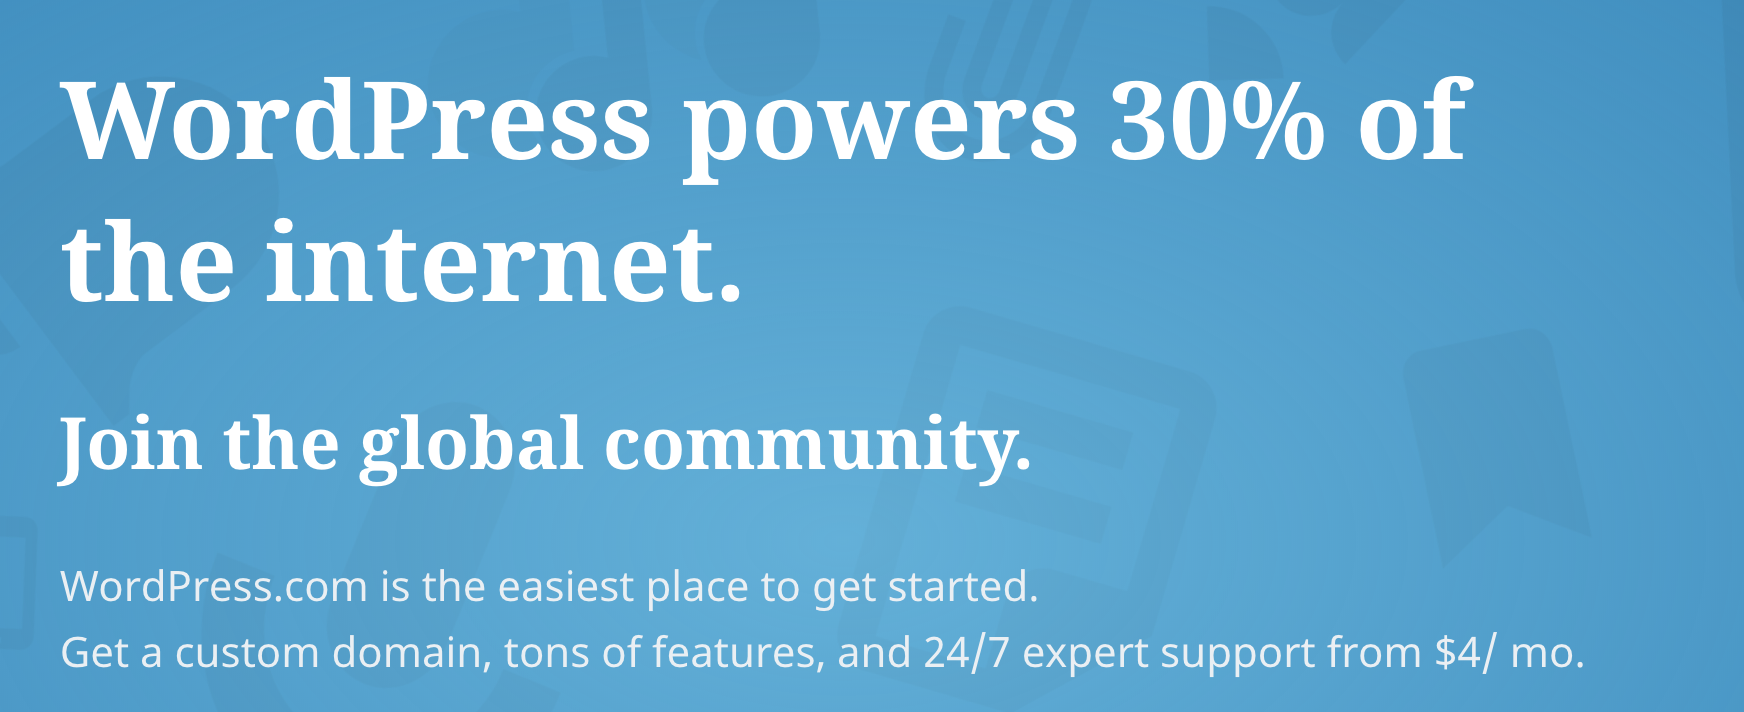 WordPress powers 30% of
the internet.
Join the global community.
WordPress.com is the easiest place to get started.
Get a custom domain, tons of features, and 24/7 expert support from $4/ mo.